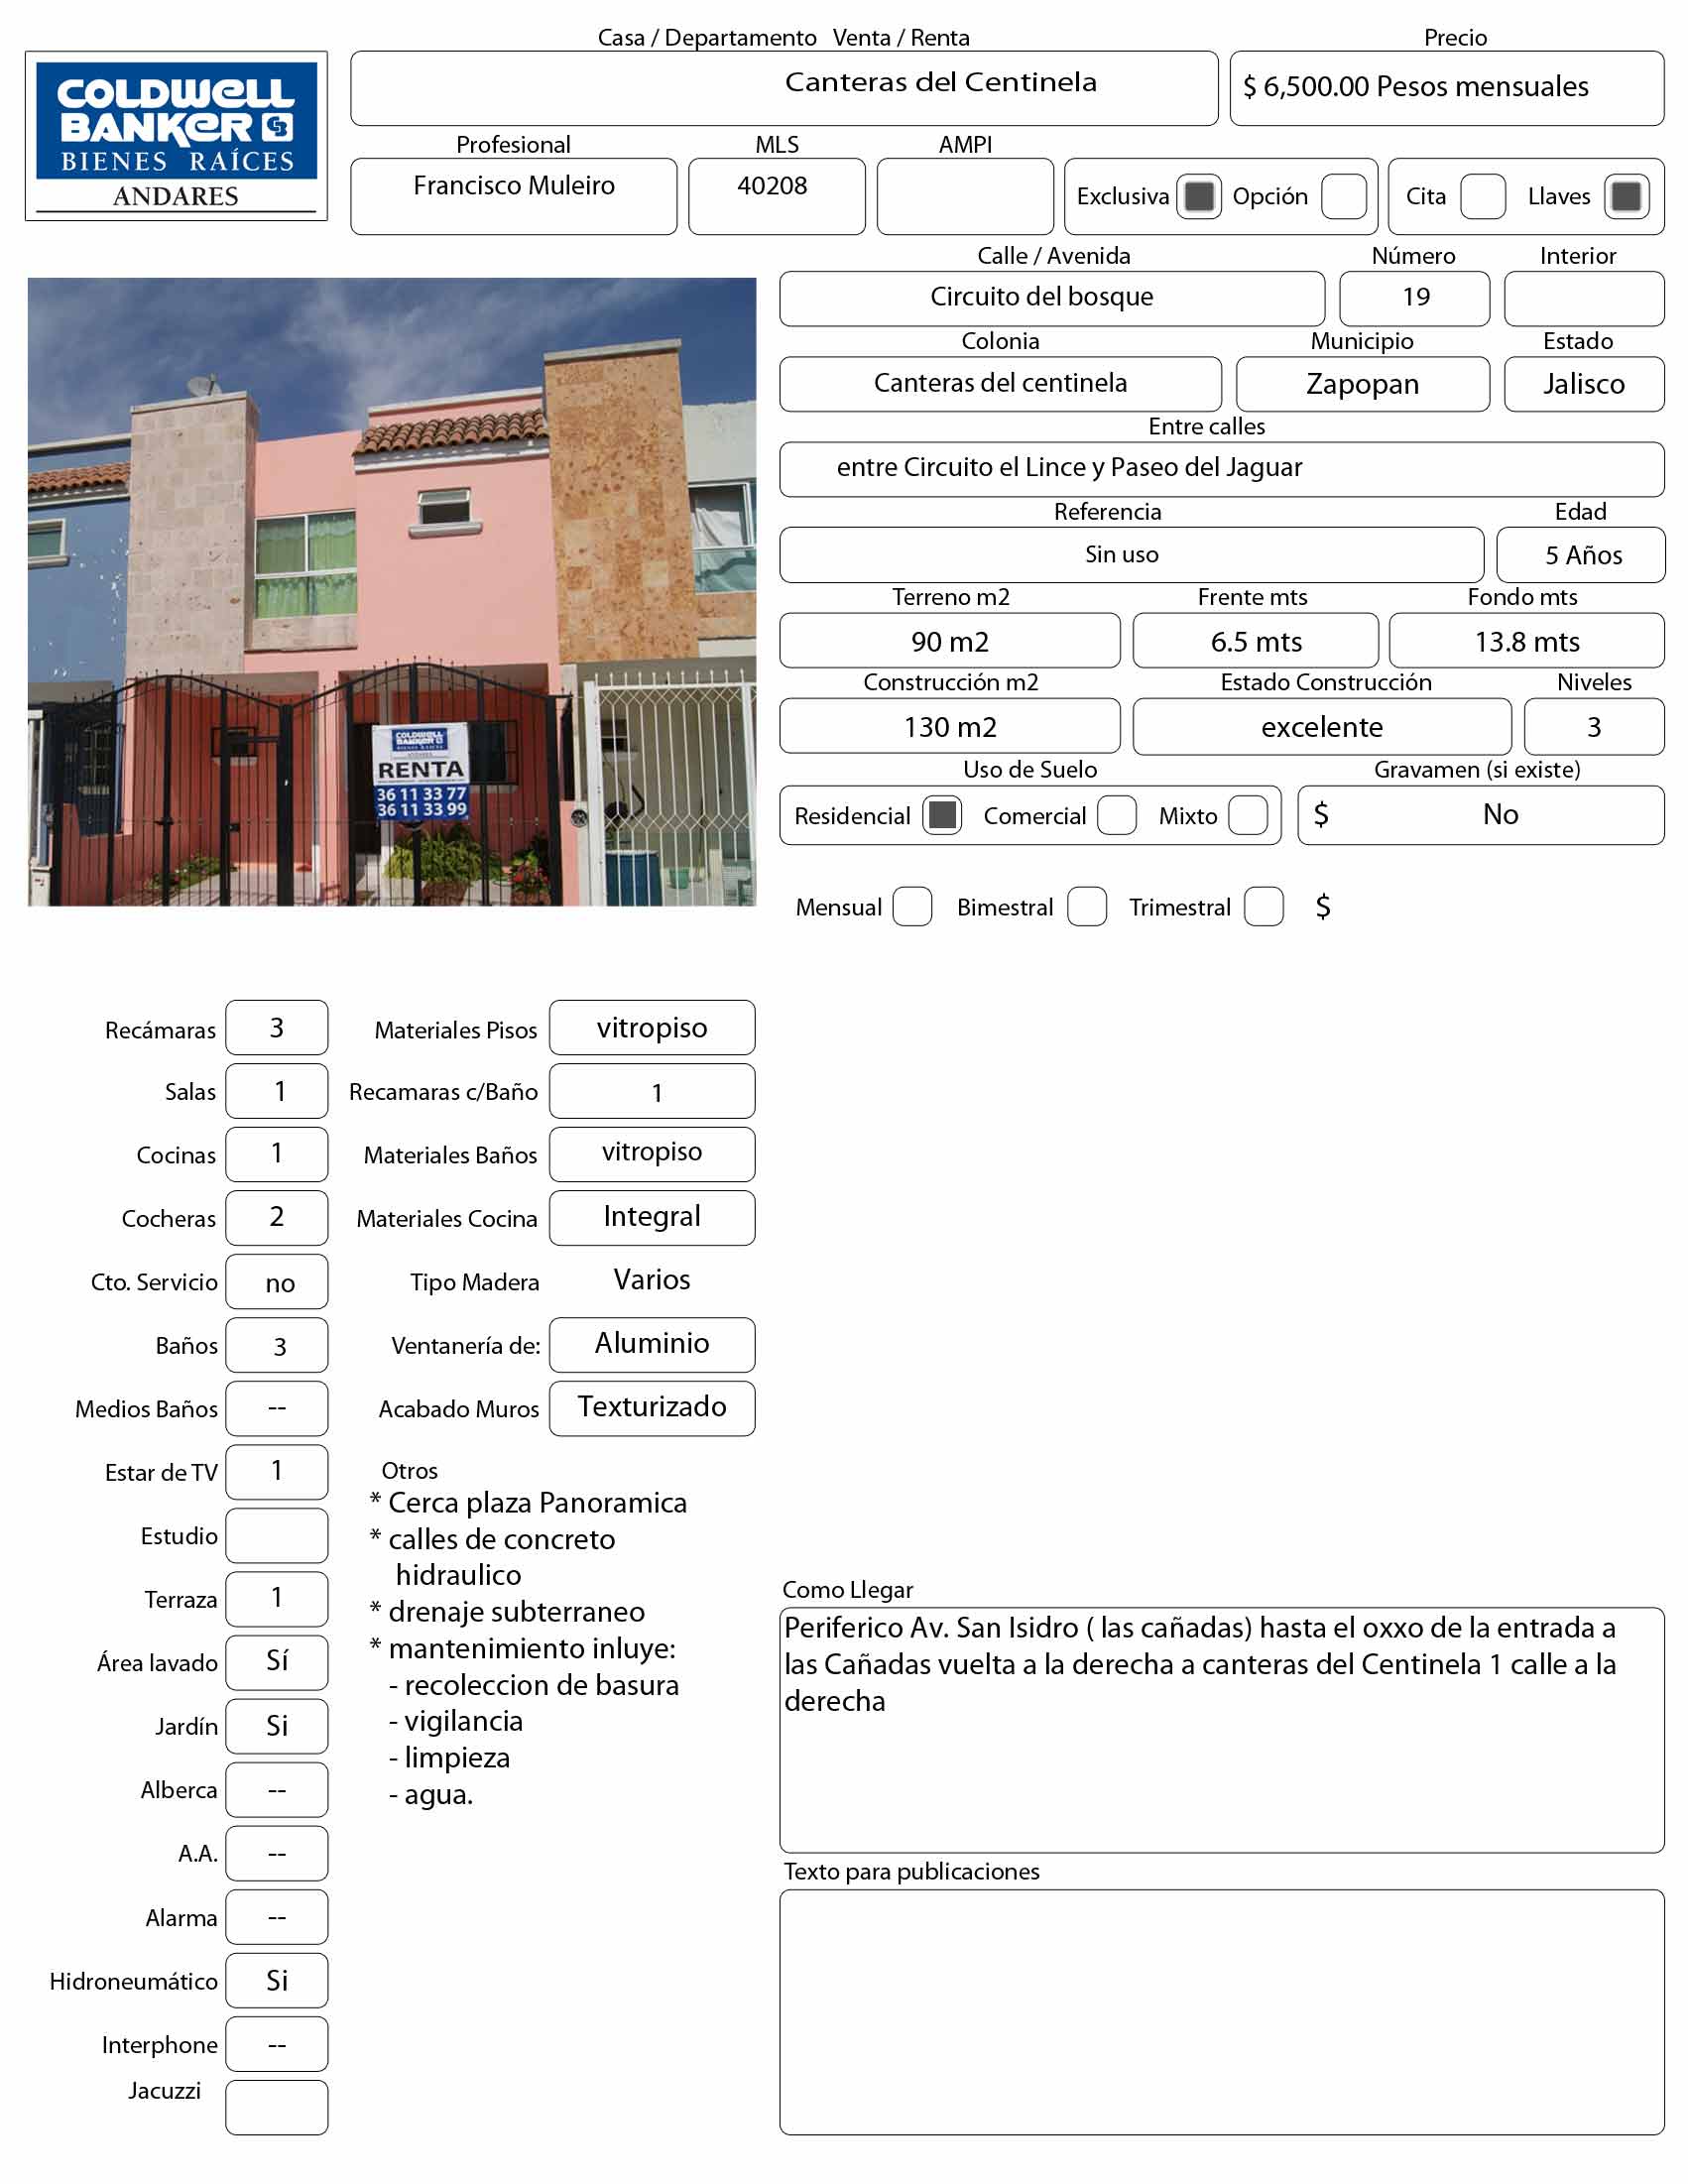 Casa / Departamento Venta / Renta
Precio
COLDWELL
BANKER CB
BIENES RAÍCES
ANDARES
Canteras del Centinela
$ 6,500.00 Pesos mensuales
Profesional
MLS
AMPI
Francisco Muleiro
40208
Exclusiva
Opción
Cita
Llaves
Calle / Avenida
Número
Interior
Circuito del bosque
19
Colonia
Municipio
Estado
Canteras del centinela
Zapopan
Jalisco
Entre calles
entre Circuito el Lince y Paseo del Jaguar
Referencia
Edad
Sin uso
5 Años
Terreno m2
Frente mts
Fondo mts
90 m2
6.5 mts
13.8 mts
Construcción m2
Estado Construcción
Niveles
130 m2
excelente
3
Uso de Suelo
Gravamen (si existe)
Residencial
Comercial
Mixto
$ No
Mensual
Bimestral
Trimestral
$
COLDWELL
BANKER CB
BIENES RAÍCES
ANDARES
RENTA
36 11 33 77
36 11 33 99
Recámaras 3
Salas 1
Cocinas 1
Cocheras 2
Cto. Servicio no
Baños 3
Medios Baños --
Estar de TV 1
Estudio
Terraza 1
Área lavado Sí
Jardín Si
Alberca --
A.A. --
Alarma --
Hidroneumático Si
Interphone --
Jacuzzi
Materiales Pisos vitropiso
Recamaras c/Baño 1
Materiales Baños vitropiso
Materiales Cocina Integral
Tipo Madera Varios
Ventanería de: Aluminio
Acabado Muros Texturizado
Otros
* Cerca plaza Panoramica
* calles de concreto
hidraulico
* drenaje subterraneo
* mantenimiento inluye:
- recoleccion de basura
- vigilancia
- limpieza
- agua.
Como Llegar
Periferico Av. San Isidro ( las cañadas) hasta el oxxo de la entrada a
las Cañadas vuelta a la derecha a canteras del Centinela 1 calle a la
derecha
Texto para publicaciones